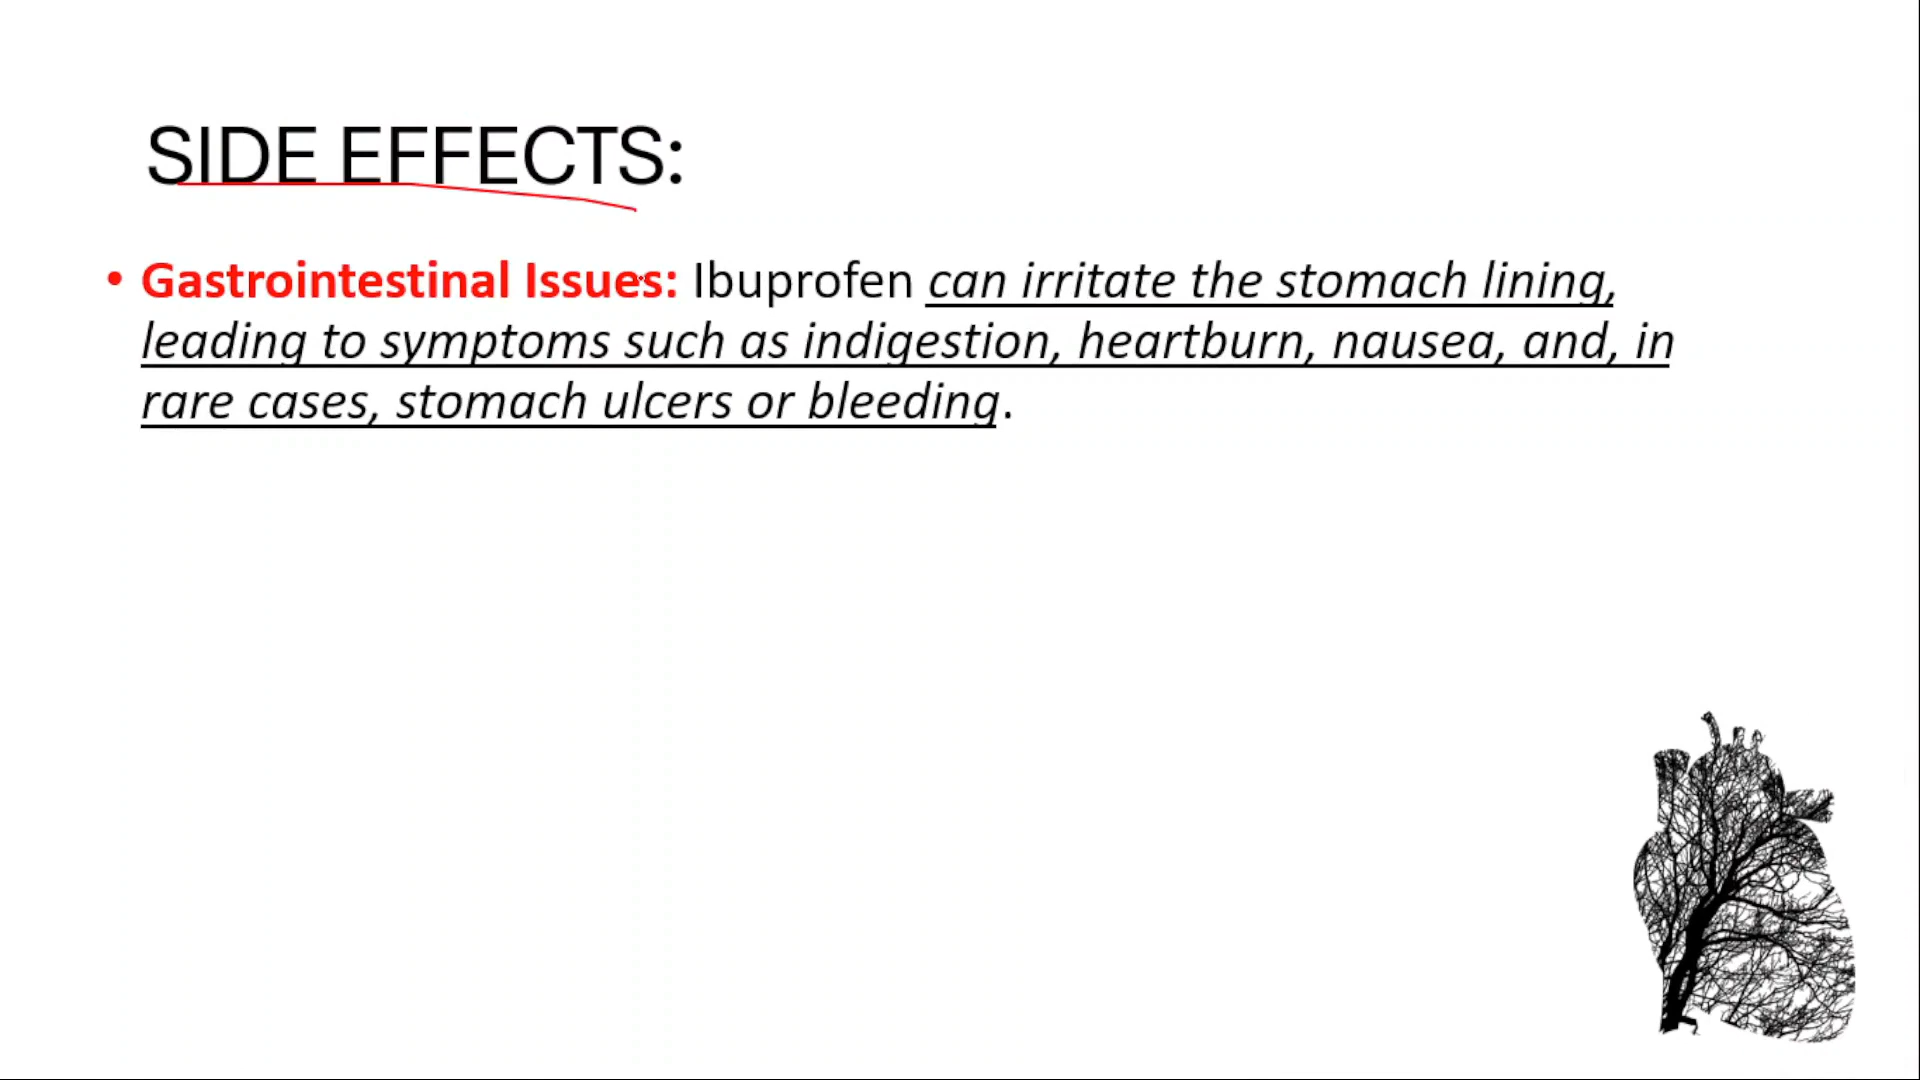 SIDE EFFECTS:
• Gastrointestinal Issues: Ibuprofen can irritate the stomach lining,
leading to symptoms such as indigestion, heartburn, nausea, and, in
rare cases, stomach ulcers or bleeding.